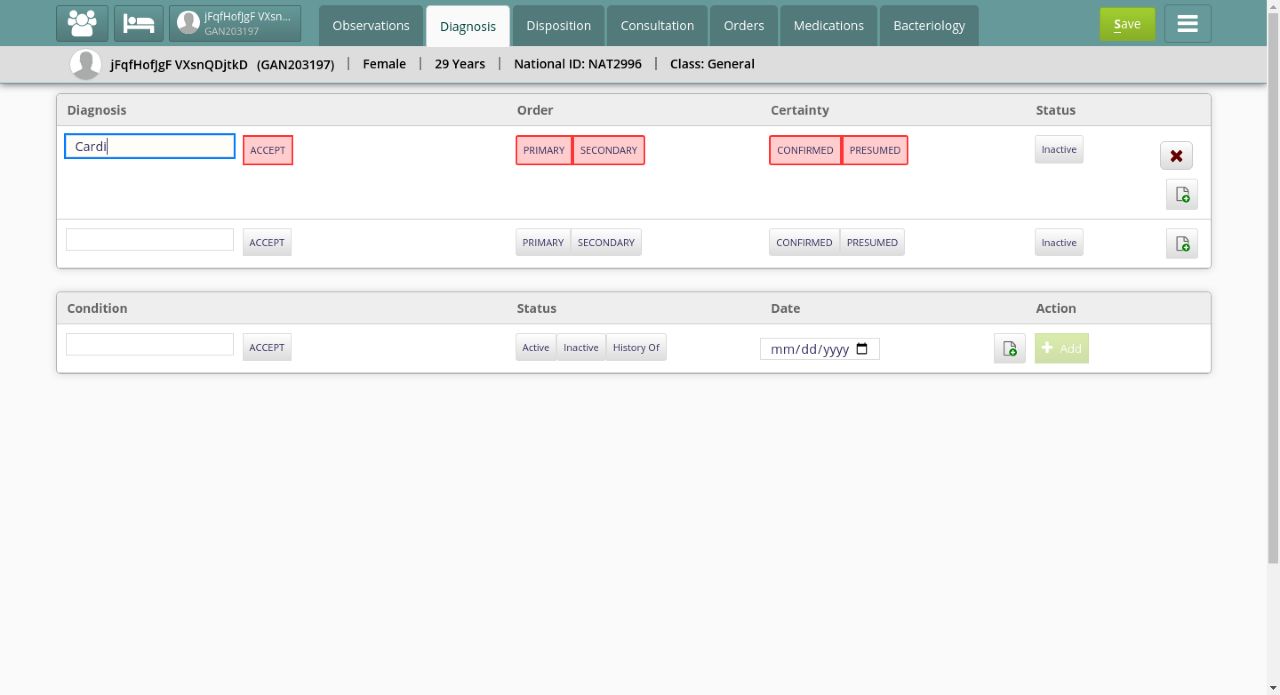 jFqfHofJgF VXsn...
GAN203197
Observations
Diagnosis
Disposition
Consultation
Orders
Medications
Bacteriology
Save
jFqfHofJgF VXsnQDjtkD (GAN203197) | Female | 29 Years | National ID: NAT2996 | Class: General
Diagnosis Order Certainty Status
Cardi ACCEPT PRIMARY SECONDARY CONFIRMED PRESUMED Inactive
ACCEPT PRIMARY SECONDARY CONFIRMED PRESUMED Inactive
Condition Status Date Action
ACCEPT Active Inactive History Of mm/dd/yyyy Add